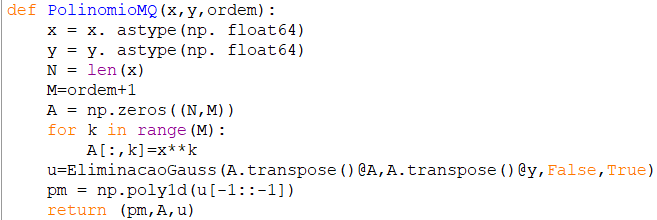 def PolinomioMQ(x,y,ordem):
    x = x. astype(np. float64)
    y = y. astype(np. float64)
    N = len(x)
    M=ordem+1
    A = np.zeros((N,M))
    for k in range(M):
        A[:,k]=x**k
    u=EliminacaoGauss(A.transpose()@A,A.transpose()@y,False,True)
    pm = np.poly1d(u[-1::-1])
    return (pm,A,u)